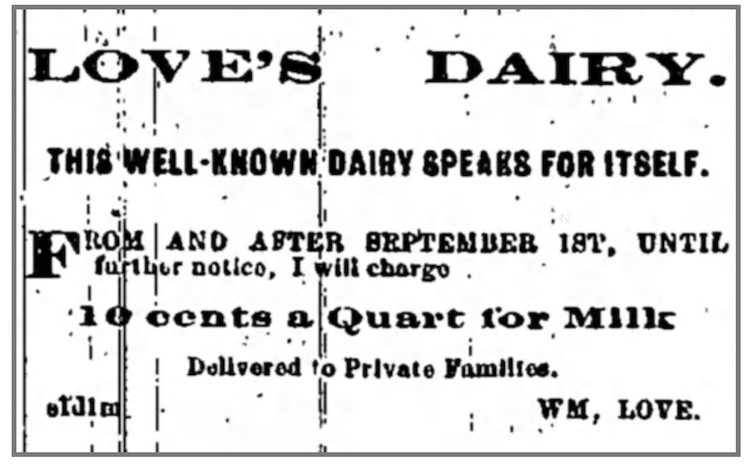 LOVE'S DAIRY.
THIS WELL-KNOWN DAIRY SPEAKS FOR ITSELF.
FROM AND AFTER SEPTEMBER 1ST, UNTIL
further notice, I will charge
10 cents a Quart for Milk
Delivered to Private Families.
WM, LOVE.